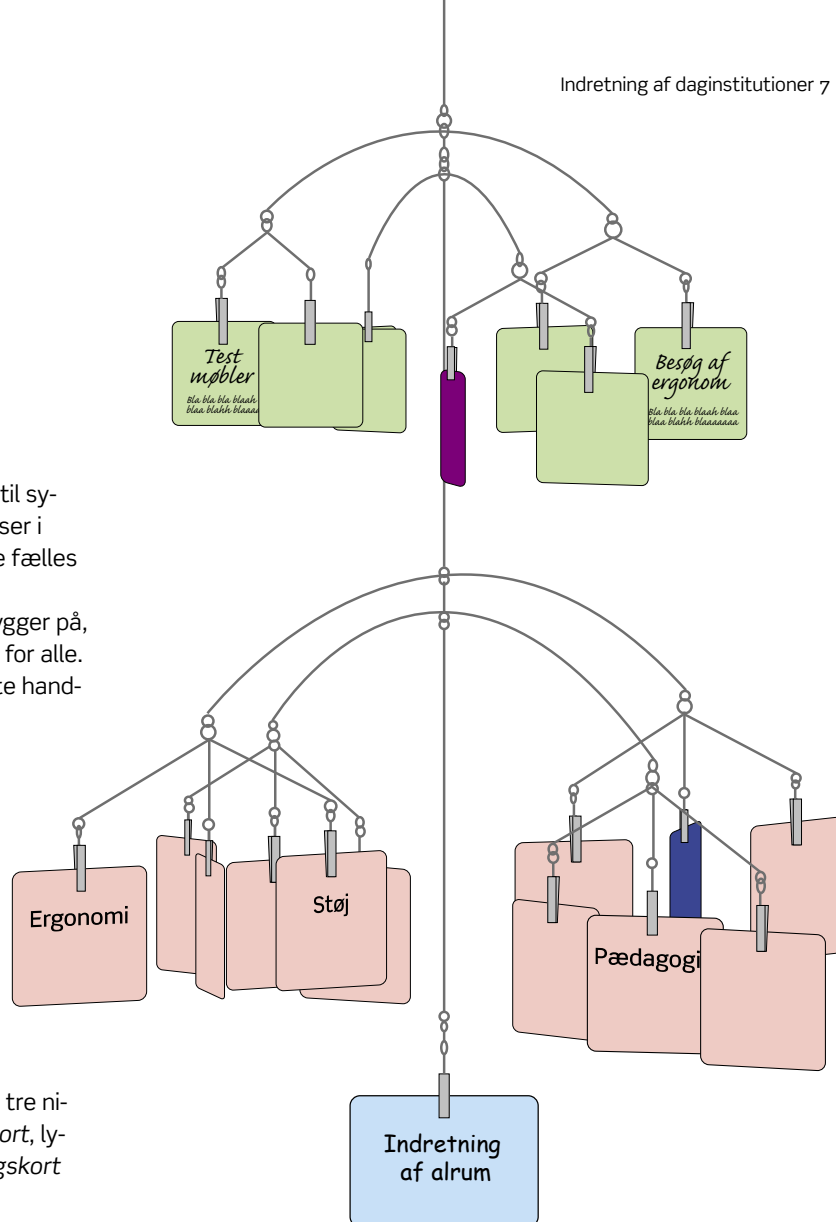 Indretning af daginstitutioner 7
Test
møbler
Bla bla bla blaah
blaa blahh blaaaa
Besøg af
ergonom
Bla bla bla blaah blaa
blaa blahh blaaaaaaa
til sy-
ser i
e fælles
ygger på,
for alle.
te hand-
Ergonomi
Støj
Pædagogi
tre ni-
ort, ly-
gskort
Indretning
af alrum